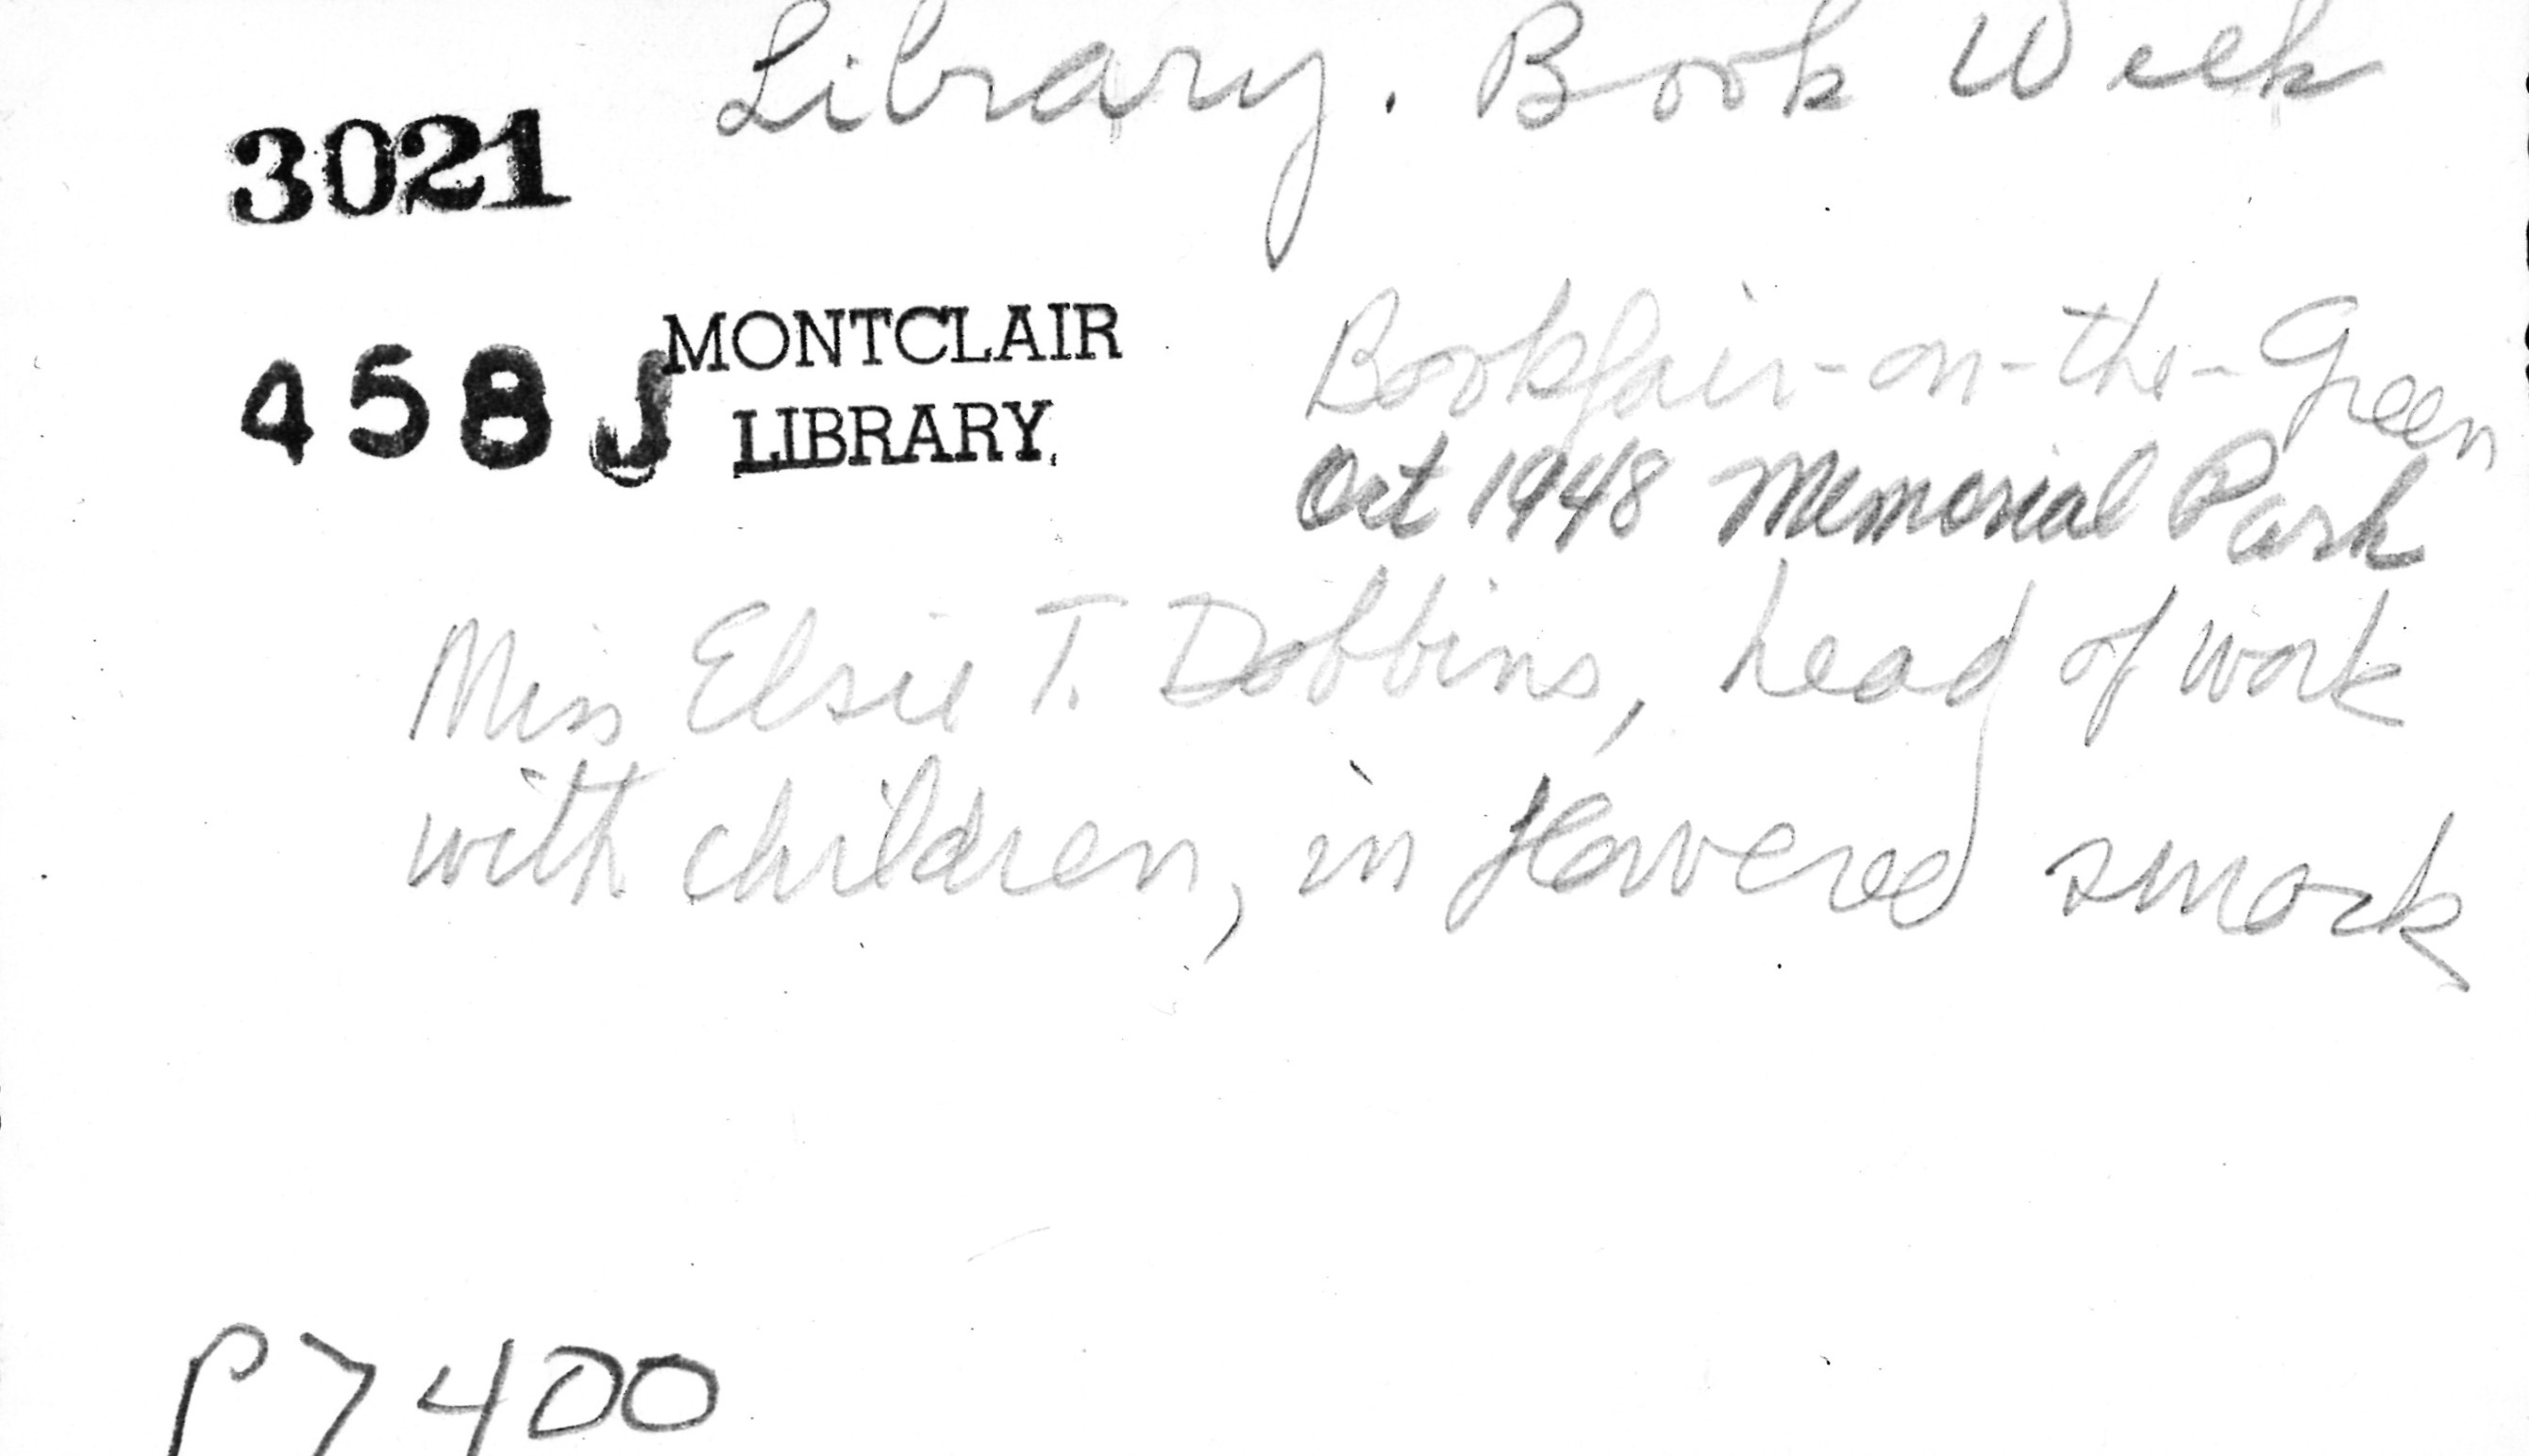 Library. Book Week
3021
MONTCLAIR
LIBRARY
458J
Bookfair-on-the-Green
Oct 1948 Memorial Park
Miss Elsie T. Dobbins, head of work
with children, in flowered smock
P7400